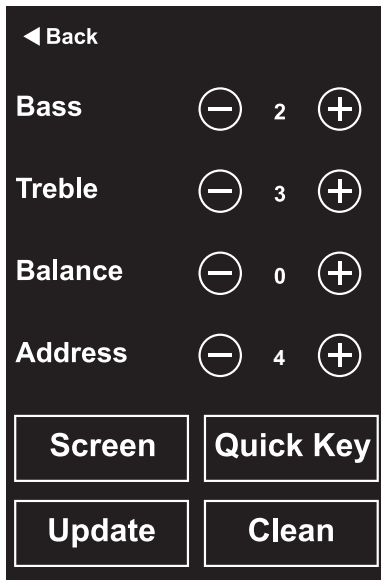 Back
Bass 2
Treble 3
Balance 0
Address 4
Screen Quick Key
Update Clean